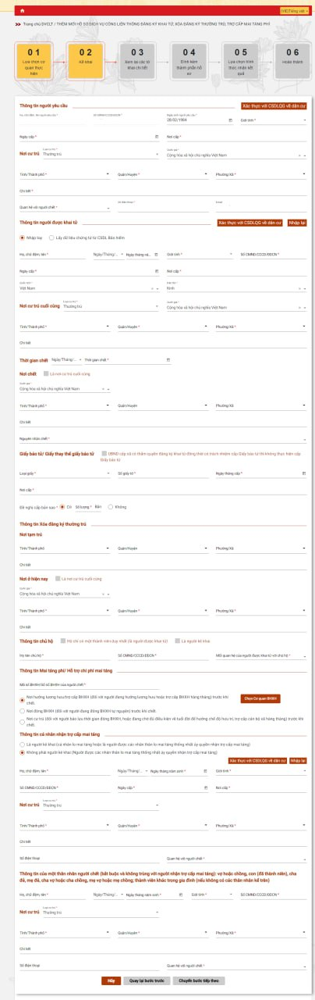 (VIE)Tiếng việt
Trang chủ DVCLT / THÊM MỚI HỒ SƠ DỊCH VỤ CÔNG LIÊN THÔNG ĐĂNG KÝ KHAI TỬ, XÓA ĐĂNG KÝ THƯỜNG TRÚ, TRỢ CẤP MAI TÁNG PHÍ
01 02 03 04 05 06
Lựa chọn cơ quan thực hiện
Kê khai
Xem lại các tờ khai chi tiết
Đính kèm thành phần hồ sơ
Lựa chọn hình thức nhận kết quả
Hoàn thành
Thông tin người yêu cầu Xác thực với CSDLQG về dân cư
Họ, chữ đệm, tên người yêu cầu * Số CMND/CCCD/ĐDCN * Ngày sinh người yêu cầu * 28/02/1984 Giới tính *
Ngày cấp * Nơi cấp *
Nơi cư trú Loại cư trú * Thường trú Quốc gia * Cộng hòa xã hội chủ nghĩa Việt Nam
Tỉnh/Thành phố * Quận/Huyện * Phường/Xã *
Chi tiết *
Quan hệ với người chết * Số điện thoại * Email
Thông tin người được khai tử Xác thực với CSDLQG về dân cư Nhập lại
Nhập tay Lấy dữ liệu chứng tử từ CSDL Bảo hiểm
Họ, chữ đệm, tên * Ngày/Tháng/... Ngày tháng nă... Giới tính * Số CMND/CCCD/ĐDCN *
Ngày cấp * Nơi cấp *
Quốc tịch * Việt Nam Dân tộc * Kinh
Nơi cư trú cuối cùng Loại cư trú * Thường trú Quốc gia * Cộng hòa xã hội chủ nghĩa Việt Nam
Tỉnh/Thành phố * Quận/Huyện * Phường/Xã *
Chi tiết
Thời gian chết Ngày/Tháng/... Thời gian chết *
Nơi chết Là nơi cư trú cuối cùng
Quốc gia *
Cộng hòa xã hội chủ nghĩa Việt Nam
Tỉnh/Thành phố * Quận/Huyện Phường/Xã
Chi tiết
Nguyên nhân chết *
Giấy báo tử/ Giấy thay thế giấy báo tử UBND cấp xã có thẩm quyền đăng ký khai tử đồng thời có trách nhiệm cấp Giấy báo tử thì không thực hiện cấp
Giấy báo tử
Loại giấy * Số giấy tờ * Ngày tháng cấp *
Nơi cấp *
Đề nghị cấp bản sao * Có Số lượng * Bản Không
Thông tin Xóa đăng ký thường trú
Nơi tạm trú
Tỉnh/Thành phố Quận/Huyện Phường/Xã
Chi tiết
Nơi ở hiện nay Là nơi cư trú cuối cùng
Quốc gia *
Cộng hòa xã hội chủ nghĩa Việt Nam
Tỉnh/Thành phố * Quận/Huyện * Phường/Xã *
Chi tiết
Thông tin chủ hộ Hộ chỉ có một thành viên duy nhất (là người được khai tử) Là người kê khai
Họ tên chủ hộ * Số CMND/CCCD/ĐDCN * Mối quan hệ của người được khai tử với chủ hộ *
Thông tin Mai táng phí/ Hỗ trợ chi phí mai táng
Mã số BHXH/ Số sổ BHXH của người chết *
Nơi hưởng lương hưu/trợ cấp BHXH (đối với người đang hưởng lương hưu hoặc trợ cấp BHXH hàng tháng) trước khi
chết. Chọn Cơ quan BHXH
Nơi đóng BHXH (đối với người đang đóng BHXH tự nguyện) trước khi chết.
Nơi cư trú (đối với người bảo lưu thời gian đóng BHXH, hoặc đang chờ đủ điều kiện về tuổi đời để hưởng chế độ hưu trí, trợ cấp cán bộ xã hàng tháng) trước khi
chết.
Thông tin cá nhân nhận trợ cấp mai táng
Là người kê khai (cá nhân lo mai táng hoặc là người được các nhân thân lo mai táng thống nhất ủy quyền nhận trợ cấp mai táng)
Không phải người kê khai (Người được các nhân thân lo mai táng thống nhất ủy quyền nhận trợ cấp mai táng)
Xác thực với CSDLQG về dân cư Nhập lại
Họ, chữ đệm, tên * Ngày/Tháng/... Ngày tháng năm sinh * Giới tính *
Số CMND/CCCD/ĐDCN * Ngày cấp * Nơi cấp *
Nơi cư trú Loại cư trú * Thường trú
Tỉnh/Thành phố * Quận/Huyện * Phường/Xã *
Chi tiết
Số điện thoại Quan hệ với người chết *
Thông tin của một thân nhân người chết (bắt buộc và không trùng với người nhận trợ cấp mai táng): vợ hoặc chồng, con (đã thành niên), cha
đẻ, mẹ đẻ, cha vợ hoặc cha chồng, mẹ vợ hoặc mẹ chồng, thành viên khác trong gia đình (nếu không có các thân nhân kể trên)
Họ, chữ đệm, tên * Ngày/Tháng/... Ngày tháng năm sinh * Giới tính * Số CMND/CCCD/ĐDCN *
Nơi cư trú Loại cư trú * Thường trú
Tỉnh/Thành phố * Quận/Huyện * Phường/Xã *
Chi tiết
Số điện thoại Quan hệ với người chết *
Hủy Quay lại bước trước Chuyển bước tiếp theo